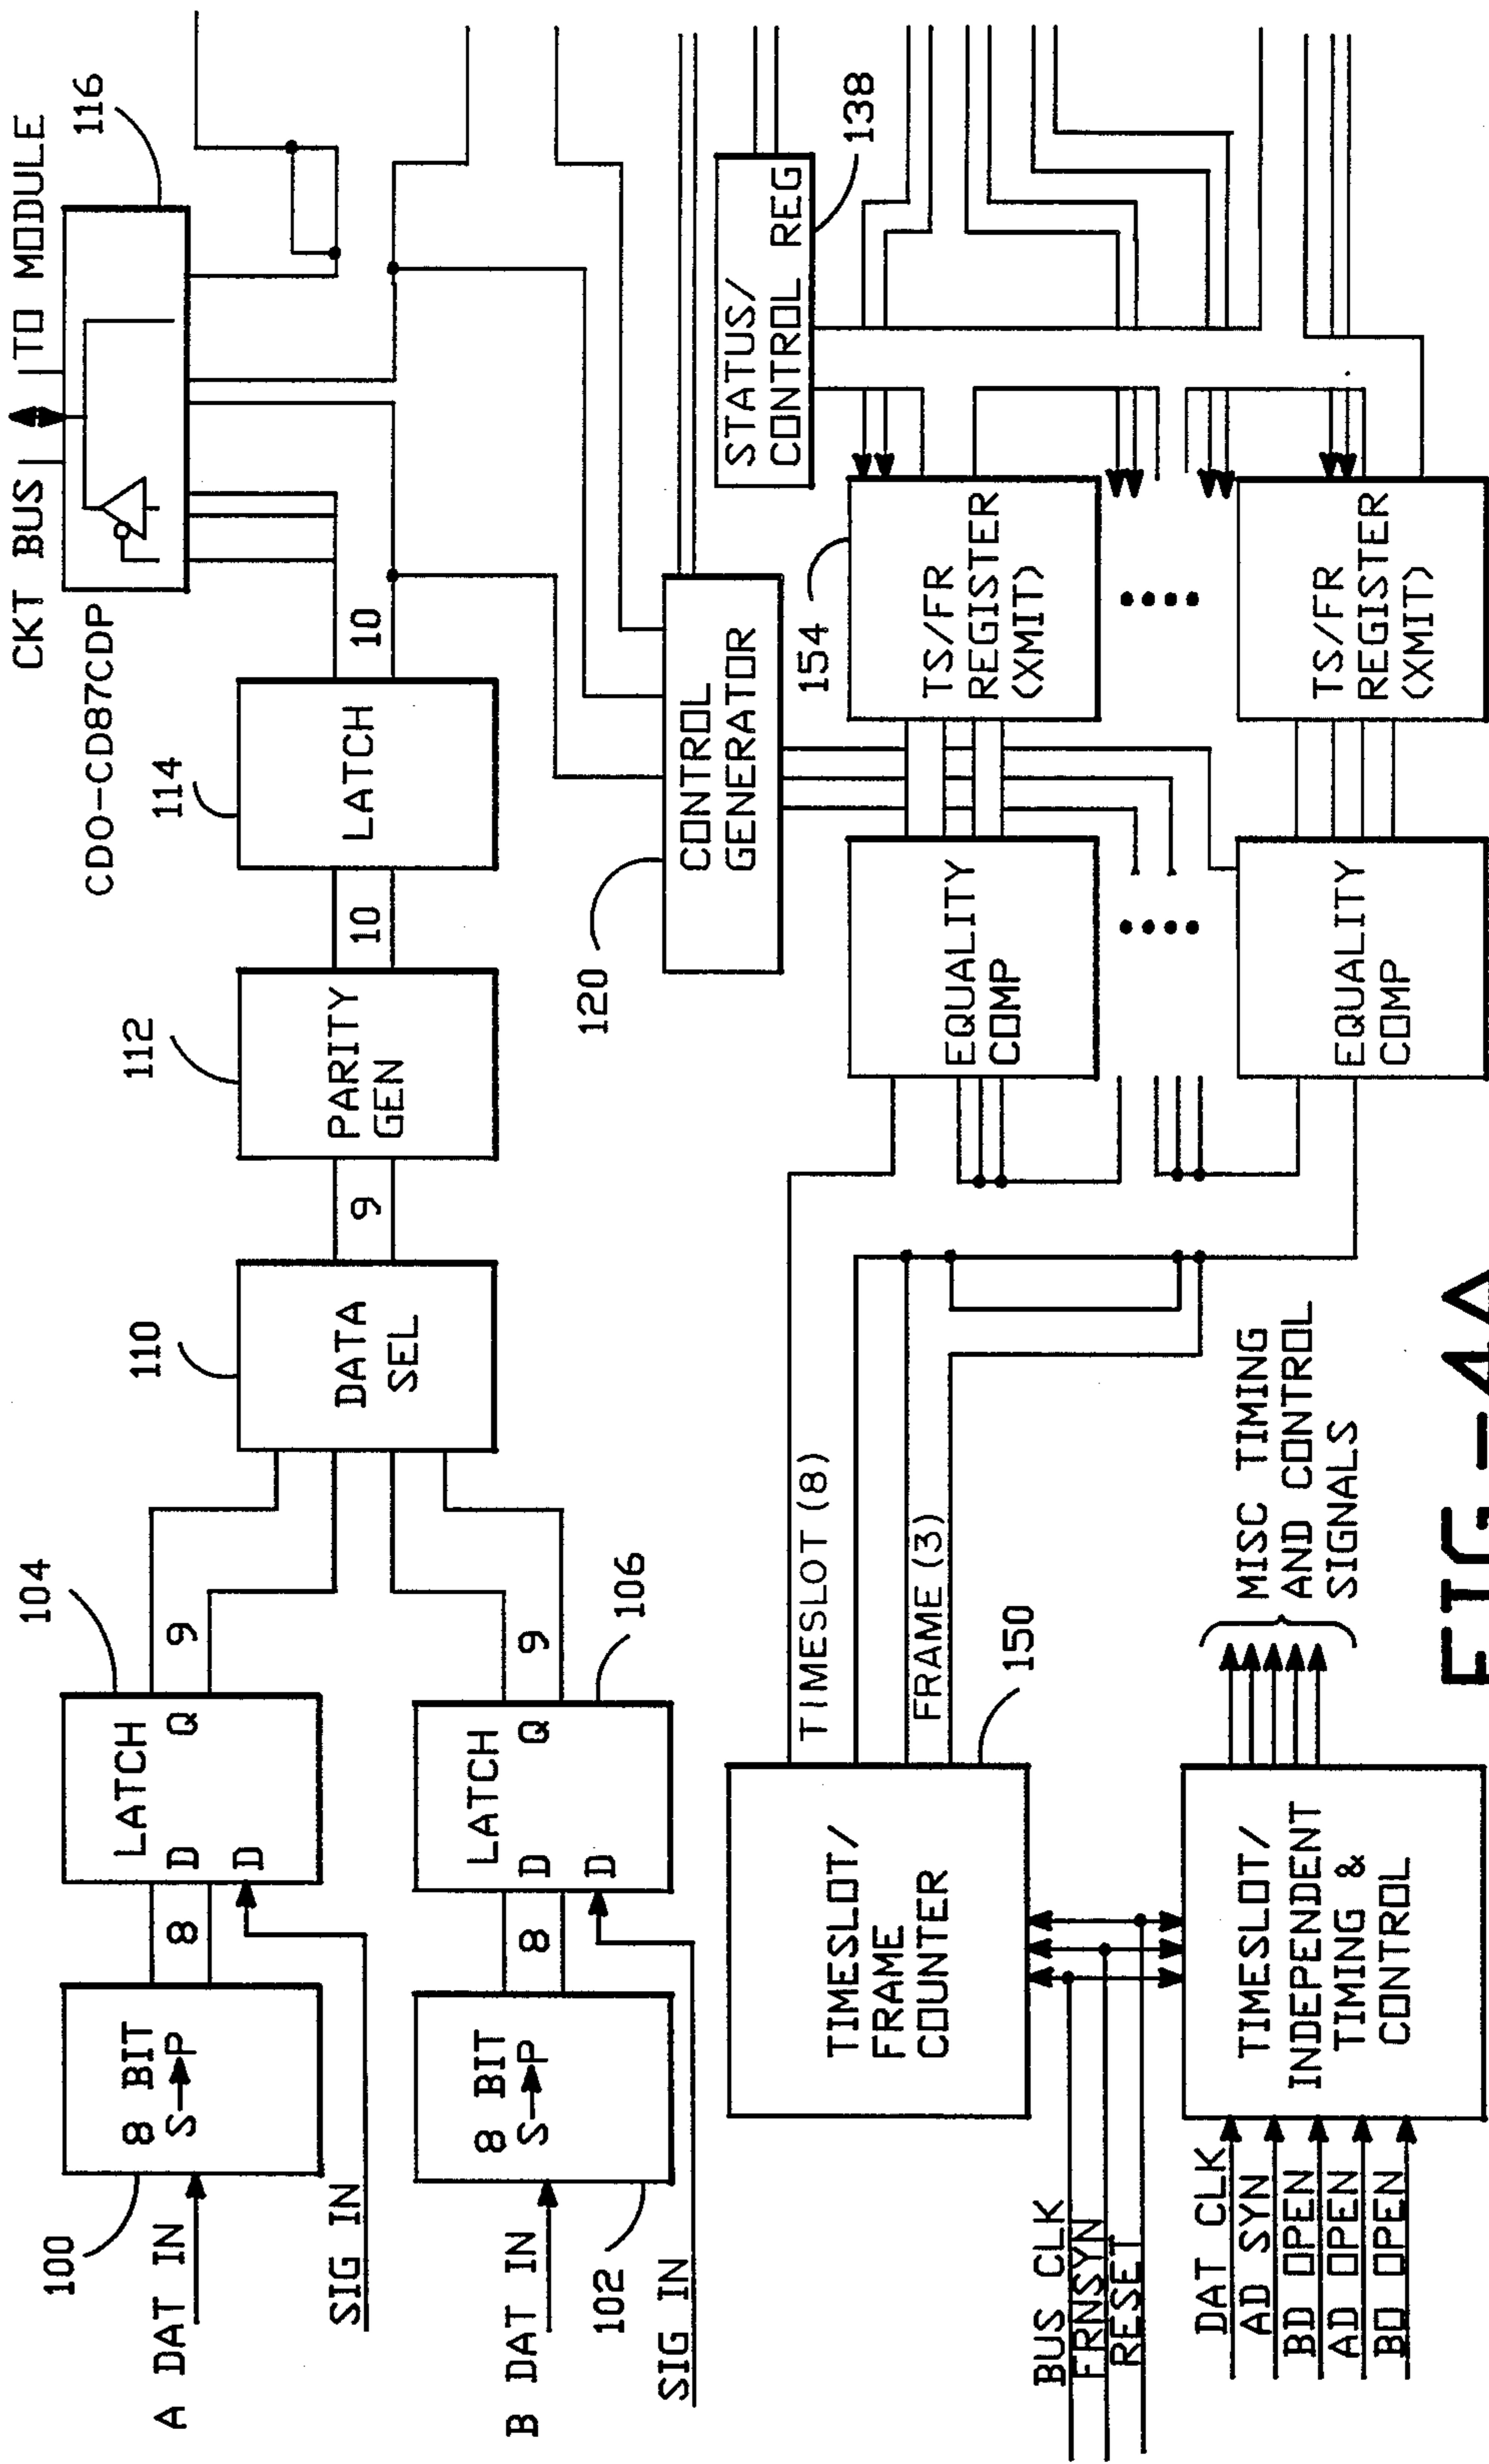 CKT BUS
TO MODULE
116
CDO-CD87CDP
100
A DAT IN
8 BIT
S→P
8
SIG IN
104
LATCH
D
Q
D
9
B DAT IN
102
8 BIT
S→P
8
SIG IN
LATCH
D
Q
D
9
106
110
DATA
SEL
9
112
PARITY
GEN
10
114
LATCH
10
120
CONTROL
GENERATOR
STATUS/
CONTROL REG
138
154
TS/FR
REGISTER
(XMIT)
TS/FR
REGISTER
(XMIT)
EQUALITY
COMP
EQUALITY
COMP
TIMESLOT (8)
FRAME (3)
150
TIMESLOT/
FRAME
COUNTER
BUS CLK
FRNSYN
RESET
DAT CLK
AD SYN
BD OPEN
AD OPEN
BD OPEN
TIMESLOT/
INDEPENDENT
TIMING &
CONTROL
MISC TIMING
AND CONTROL
SIGNALS
FIG.-4A